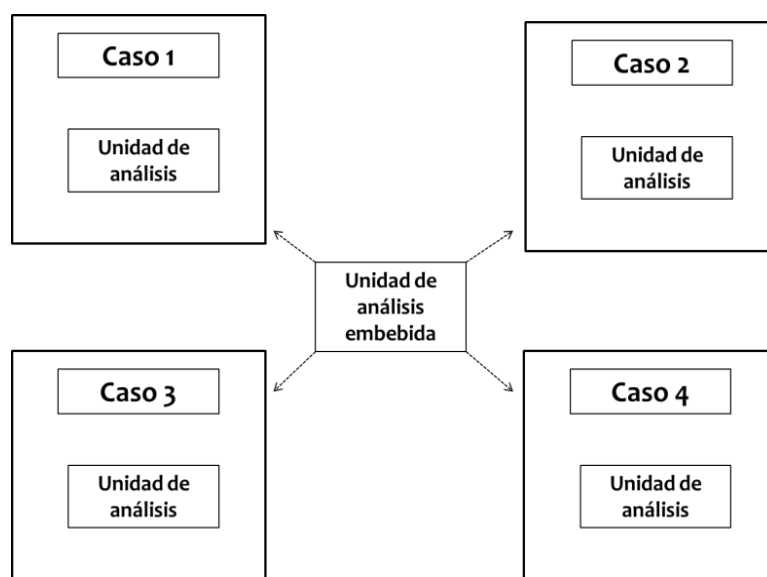 Caso 1
Unidad de
análisis
Caso 2
Unidad de
análisis
Unidad de
análisis
embebida
Caso 3
Unidad de
análisis
Caso 4
Unidad de
análisis